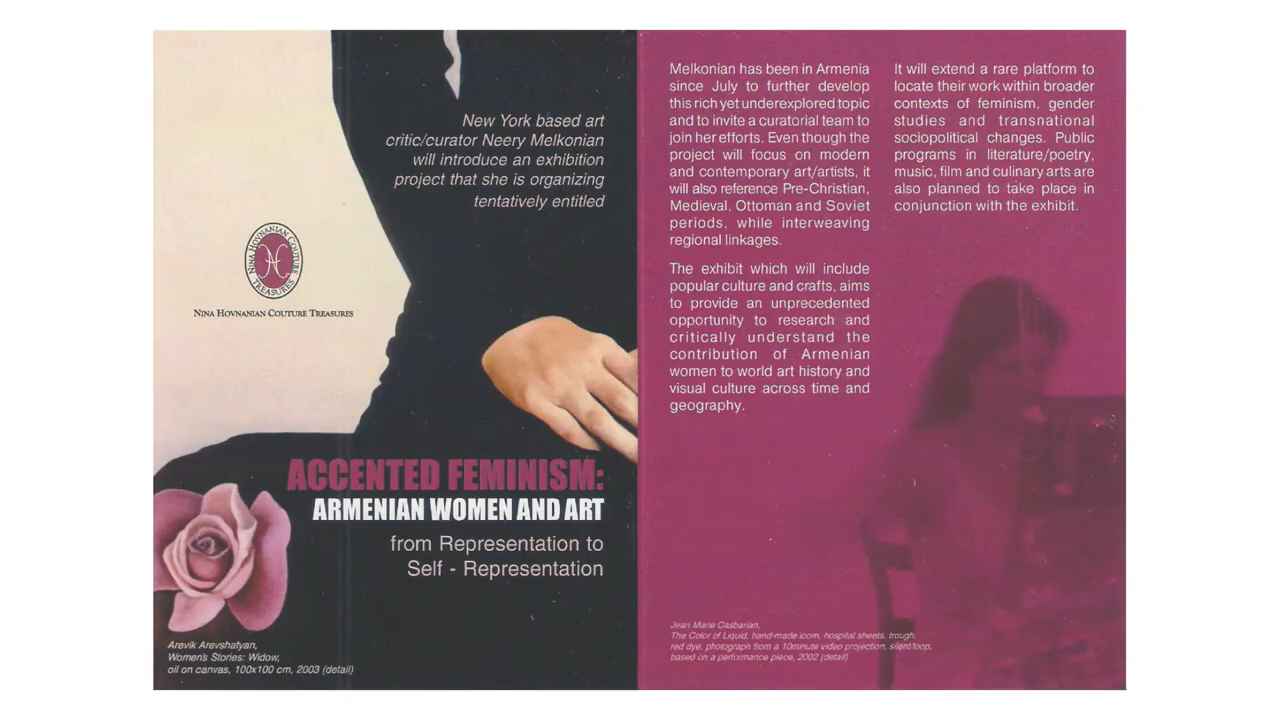 New York based art
critic/curator Neery Melkonian
will introduce an exhibition
project that she is organizing
tentatively entitled
NINA HOVNANIAN COUTURE TREASURES
NINA HOVNANIAN COUTURE TREASURES
ACCENTED FEMINISM:
ARMENIAN WOMEN AND ART
from Representation to
Self - Representation
Arevik Arevshatyan,
Women's Stories: Widow,
oil on canvas, 100x100 cm, 2003 (detail)
Melkonian has been in Armenia
since July to further develop
this rich yet underexplored topic
and to invite a curatorial team to
join her efforts. Even though the
project will focus on modern
and contemporary art/artists, it
will also reference Pre-Christian,
Medieval, Ottoman and Soviet
periods, while interweaving
regional linkages.
The exhibit which will include
popular culture and crafts, aims
to provide an unprecedented
opportunity to research and
critically understand the
contribution of Armenian
women to world art history and
visual culture across time and
geography.
It will extend a rare platform to
locate their work within broader
contexts of feminism, gender
studies and transnational
sociopolitical changes. Public
programs in literature/poetry,
music, film and culinary arts are
also planned to take place in
conjunction with the exhibit.
Jean Marie Casbarian,
The Color of Liquid, hand-made loom, hospital sheets, trough,
red dye, photograph from a 10minute video projection, silent/loop,
based on a performance piece, 2002 (detail)